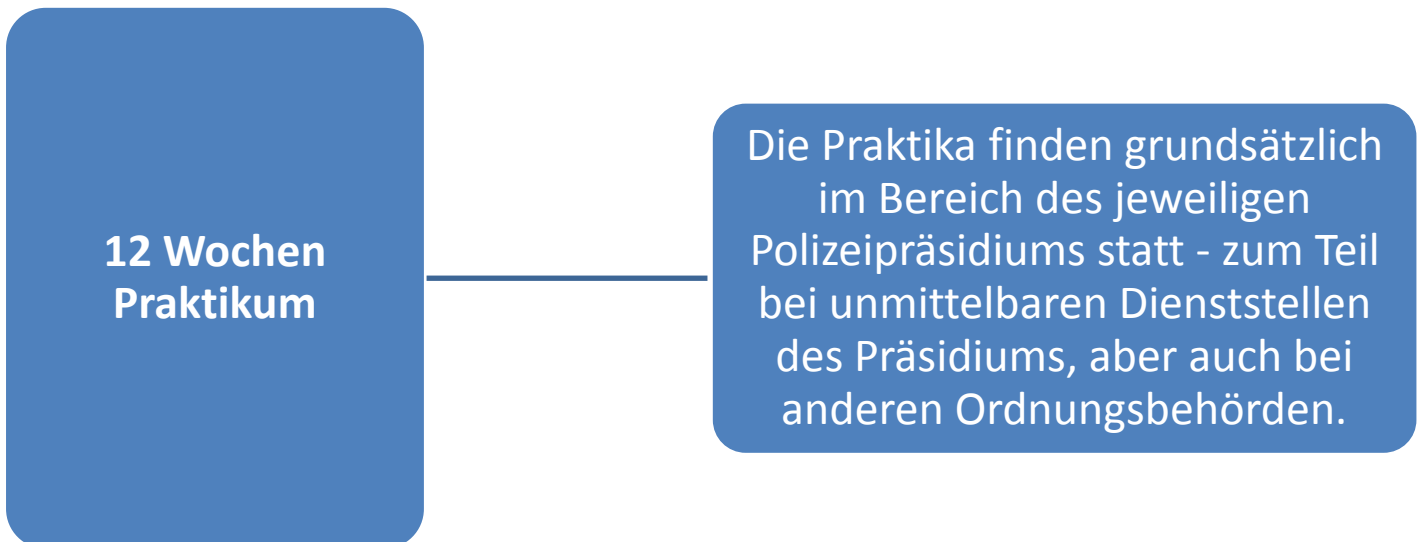 12 Wochen
Praktikum
Die Praktika finden grundsätzlich
im Bereich des jeweiligen
Polizeipräsidiums statt - zum Teil
bei unmittelbaren Dienststellen
des Präsidiums, aber auch bei
anderen Ordnungsbehörden.